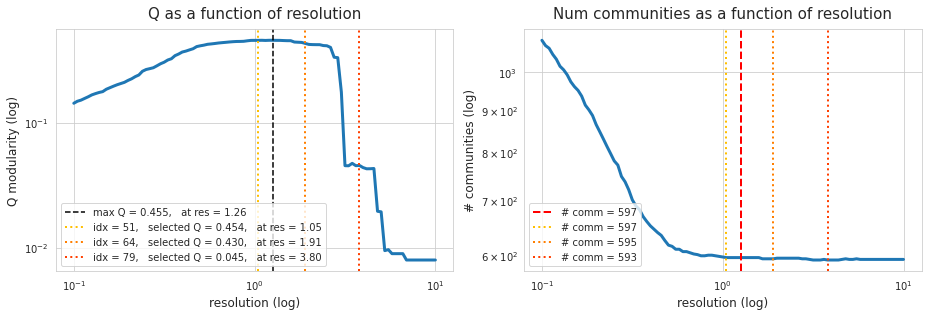 Q as a function of resolution
Q modularity (log)
10⁻¹
10⁻²
max Q = 0.455,   at res = 1.26
idx = 51,   selected Q = 0.454,   at res = 1.05
idx = 64,   selected Q = 0.430,   at res = 1.91
idx = 79,   selected Q = 0.045,   at res = 3.80
10⁻¹ 10⁰ 10¹
resolution (log)
Num communities as a function of resolution
# communities (log)
10³
9 × 10²
8 × 10²
7 × 10²
6 × 10²
# comm = 597
# comm = 597
# comm = 595
# comm = 593
10⁻¹ 10⁰ 10¹
resolution (log)